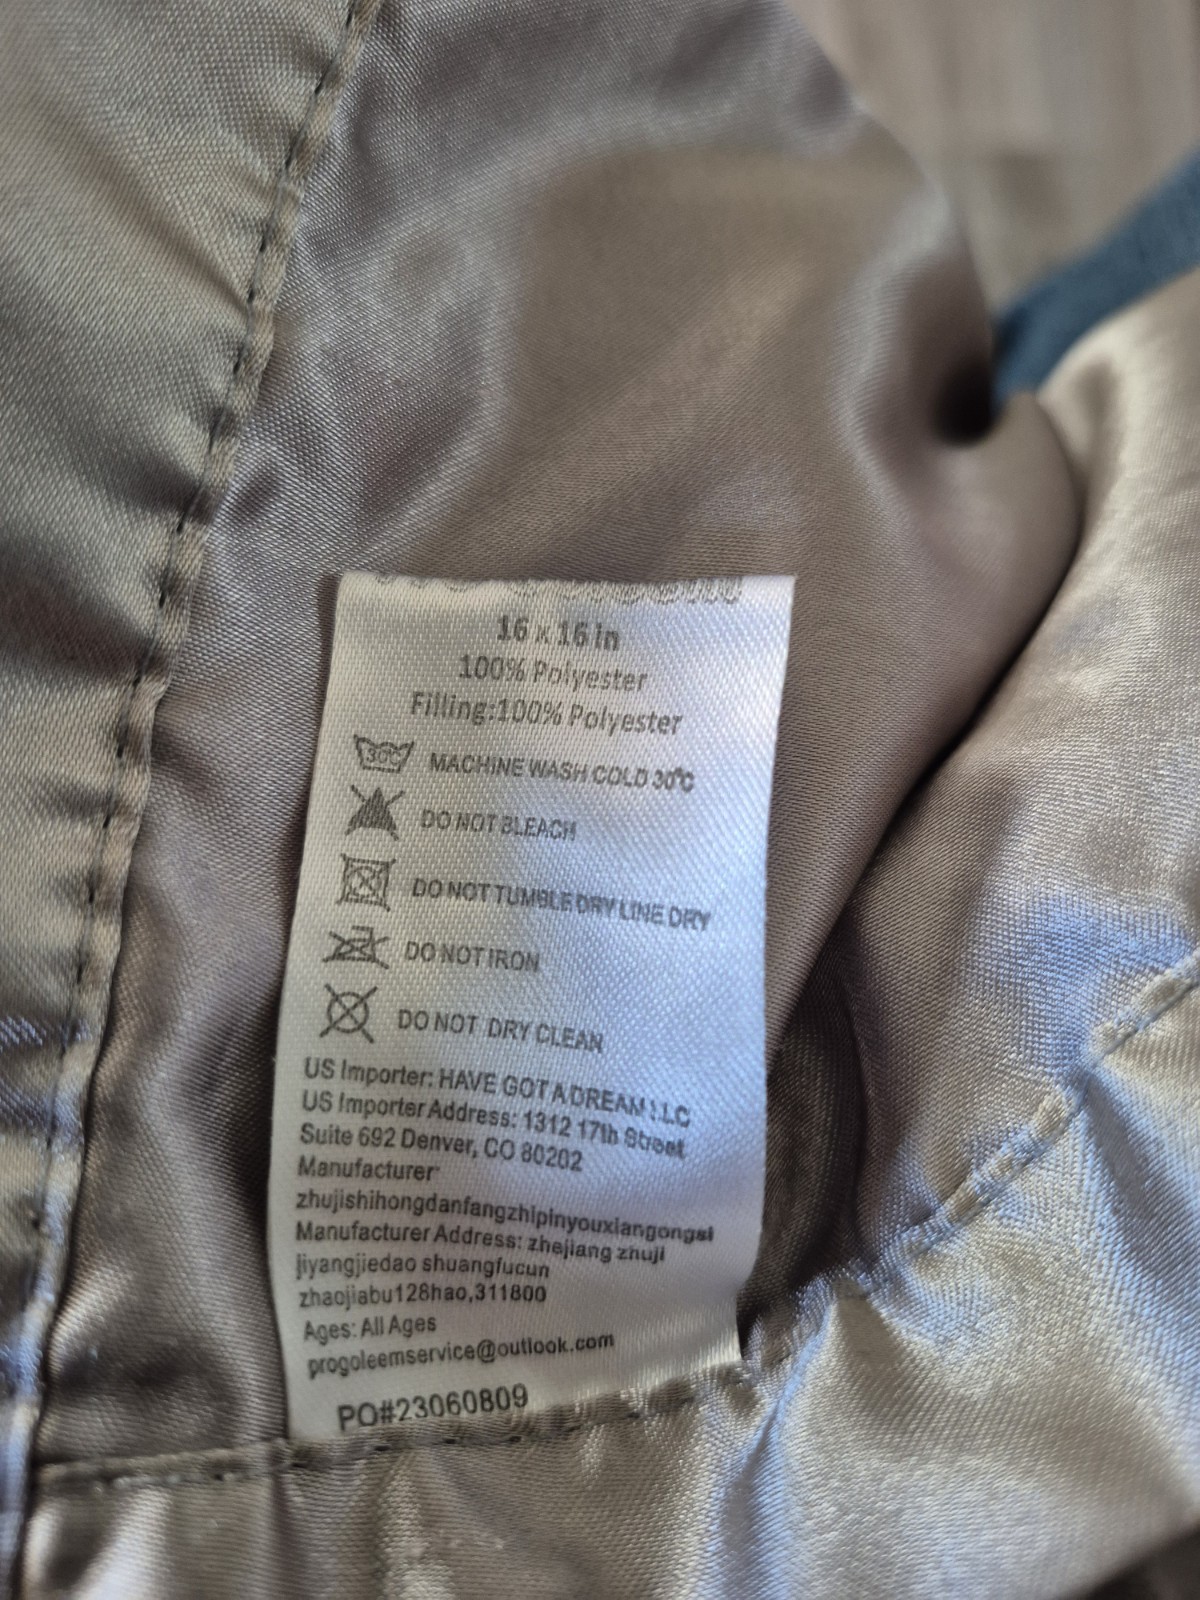 16 x 16 in
100% Polyester
Filling:100% Polyester
30°C MACHINE WASH COLD 30°C
DO NOT BLEACH
DO NOT TUMBLE DRY LINE DRY
DO NOT IRON
DO NOT DRY CLEAN
US Importer: HAVE GOT A DREAM LLC
US Importer Address: 1312 17th Street
Suite 692 Denver, CO 80202
Manufacturer:
zhujishihongdanfangzhipinyouxiangongsi
Manufacturer Address: zhejiang zhuji
jiyangjiedao shuangfucun
zhaojiabu128hao,311800
Ages: All Ages
progoleemservice@outlook.com
PO#23060809